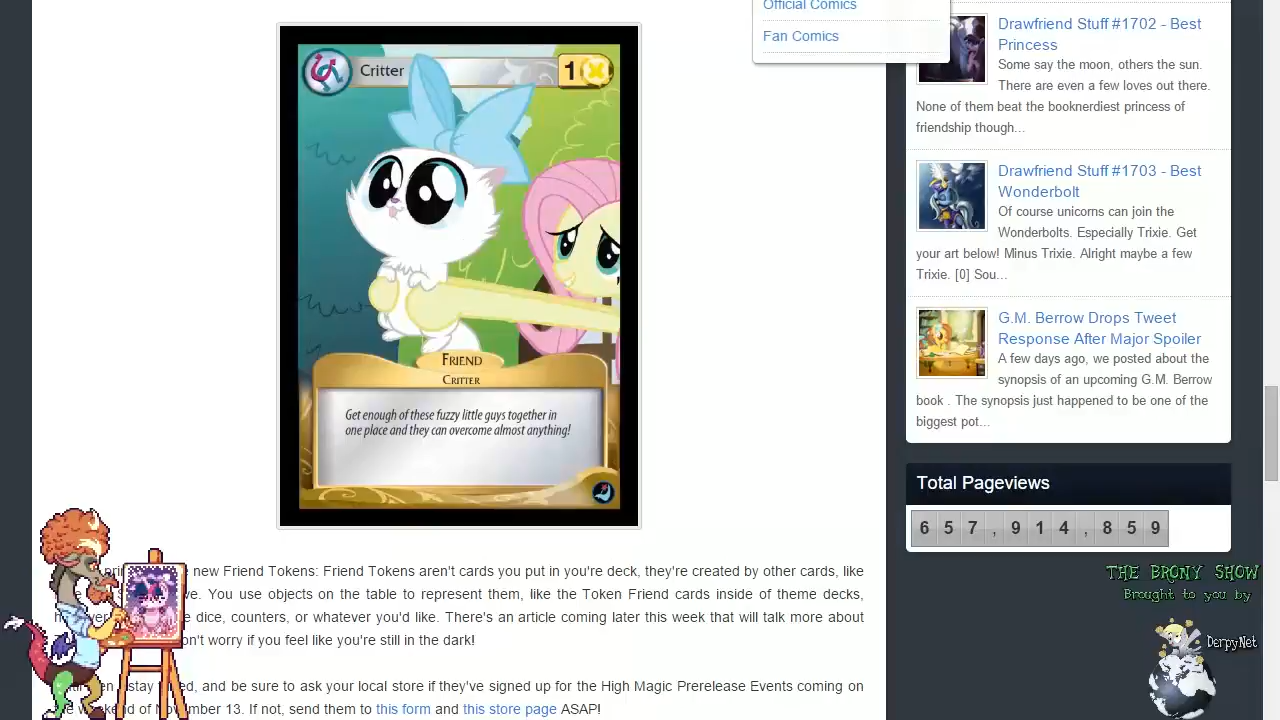 Official Comics
Fan Comics
Critter
1
FRIEND
CRITTER
Get enough of these fuzzy little guys together in
one place and they can overcome almost anything!
new Friend Tokens: Friend Tokens aren't cards you put in you're deck, they're created by other cards, like
You use objects on the table to represent them, like the Token Friend cards inside of theme decks,
dice, counters, or whatever you'd like. There's an article coming later this week that will talk more about
don't worry if you feel like you're still in the dark!
stay and be sure to ask your local store if they've signed up for the High Magic Prerelease Events coming on
of November 13. If not, send them to this form and this store page ASAP!
Drawfriend Stuff #1702 - Best
Princess
Some say the moon, others the sun.
There are even a few loves out there.
None of them beat the booknerdiest princess of
friendship though...
Drawfriend Stuff #1703 - Best
Wonderbolt
Of course unicorns can join the
Wonderbolts. Especially Trixie. Get
your art below! Minus Trixie. Alright maybe a few
Trixie. [0] Sou...
G.M. Berrow Drops Tweet
Response After Major Spoiler
A few days ago, we posted about the
synopsis of an upcoming G.M. Berrow
book . The synopsis just happened to be one of the
biggest pot...
Total Pageviews
657,914,859
THE BRONY SHOW
Brought to you by
DerpyNet